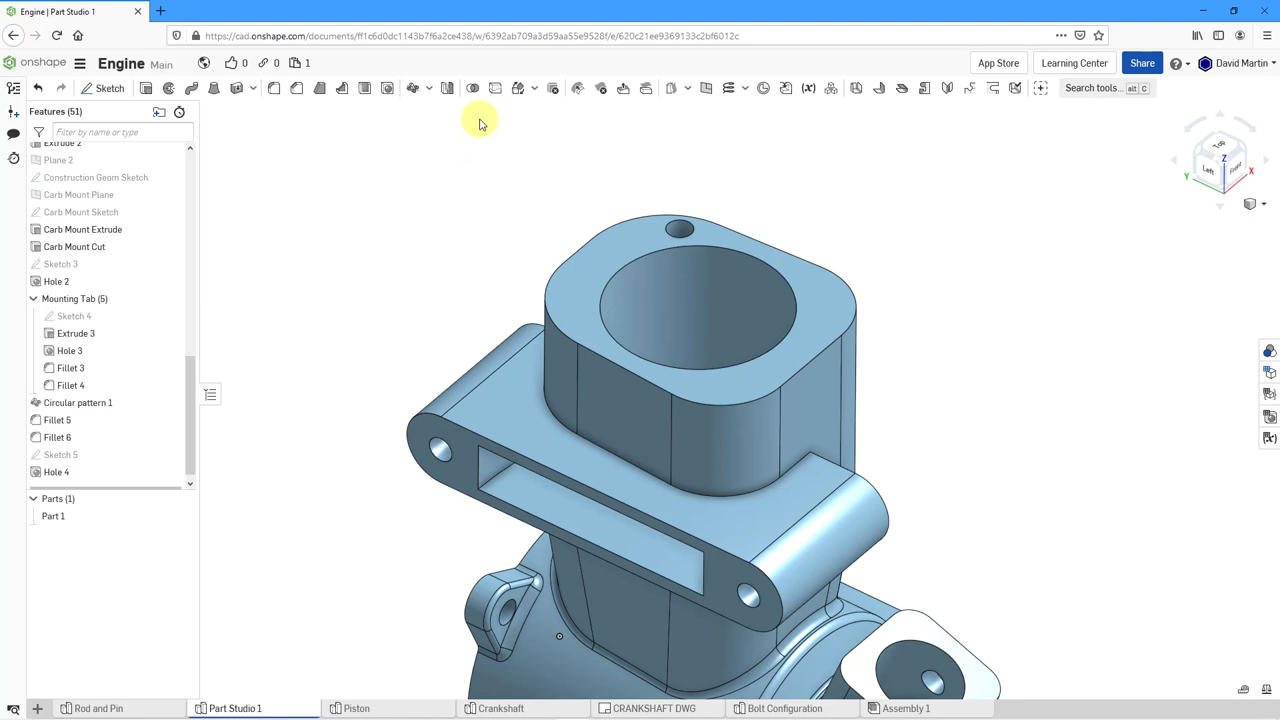 Engine | Part Studio 1
https://cad.onshape.com/documents/ff1c6d0dc1143b7f6a2ce438/w/6392ab709a3d59aa55e9528f/e/620c21ee9369133c2bf6012c
onshape Engine Main 0 0 1 App Store Learning Center Share David Martin
Sketch Search tools... alt C
Features (51)
Filter by name or type
Extrude 2
Plane 2
Construction Geom Sketch
Carb Mount Plane
Carb Mount Sketch
Carb Mount Extrude
Carb Mount Cut
Sketch 3
Hole 2
Mounting Tab (5)
Sketch 4
Extrude 3
Hole 3
Fillet 3
Fillet 4
Circular pattern 1
Fillet 5
Fillet 6
Sketch 5
Hole 4
Parts (1)
Part 1
Top
Left Front
Z
Y X
Rod and Pin Part Studio 1 Piston Crankshaft CRANKSHAFT DWG Bolt Configuration Assembly 1